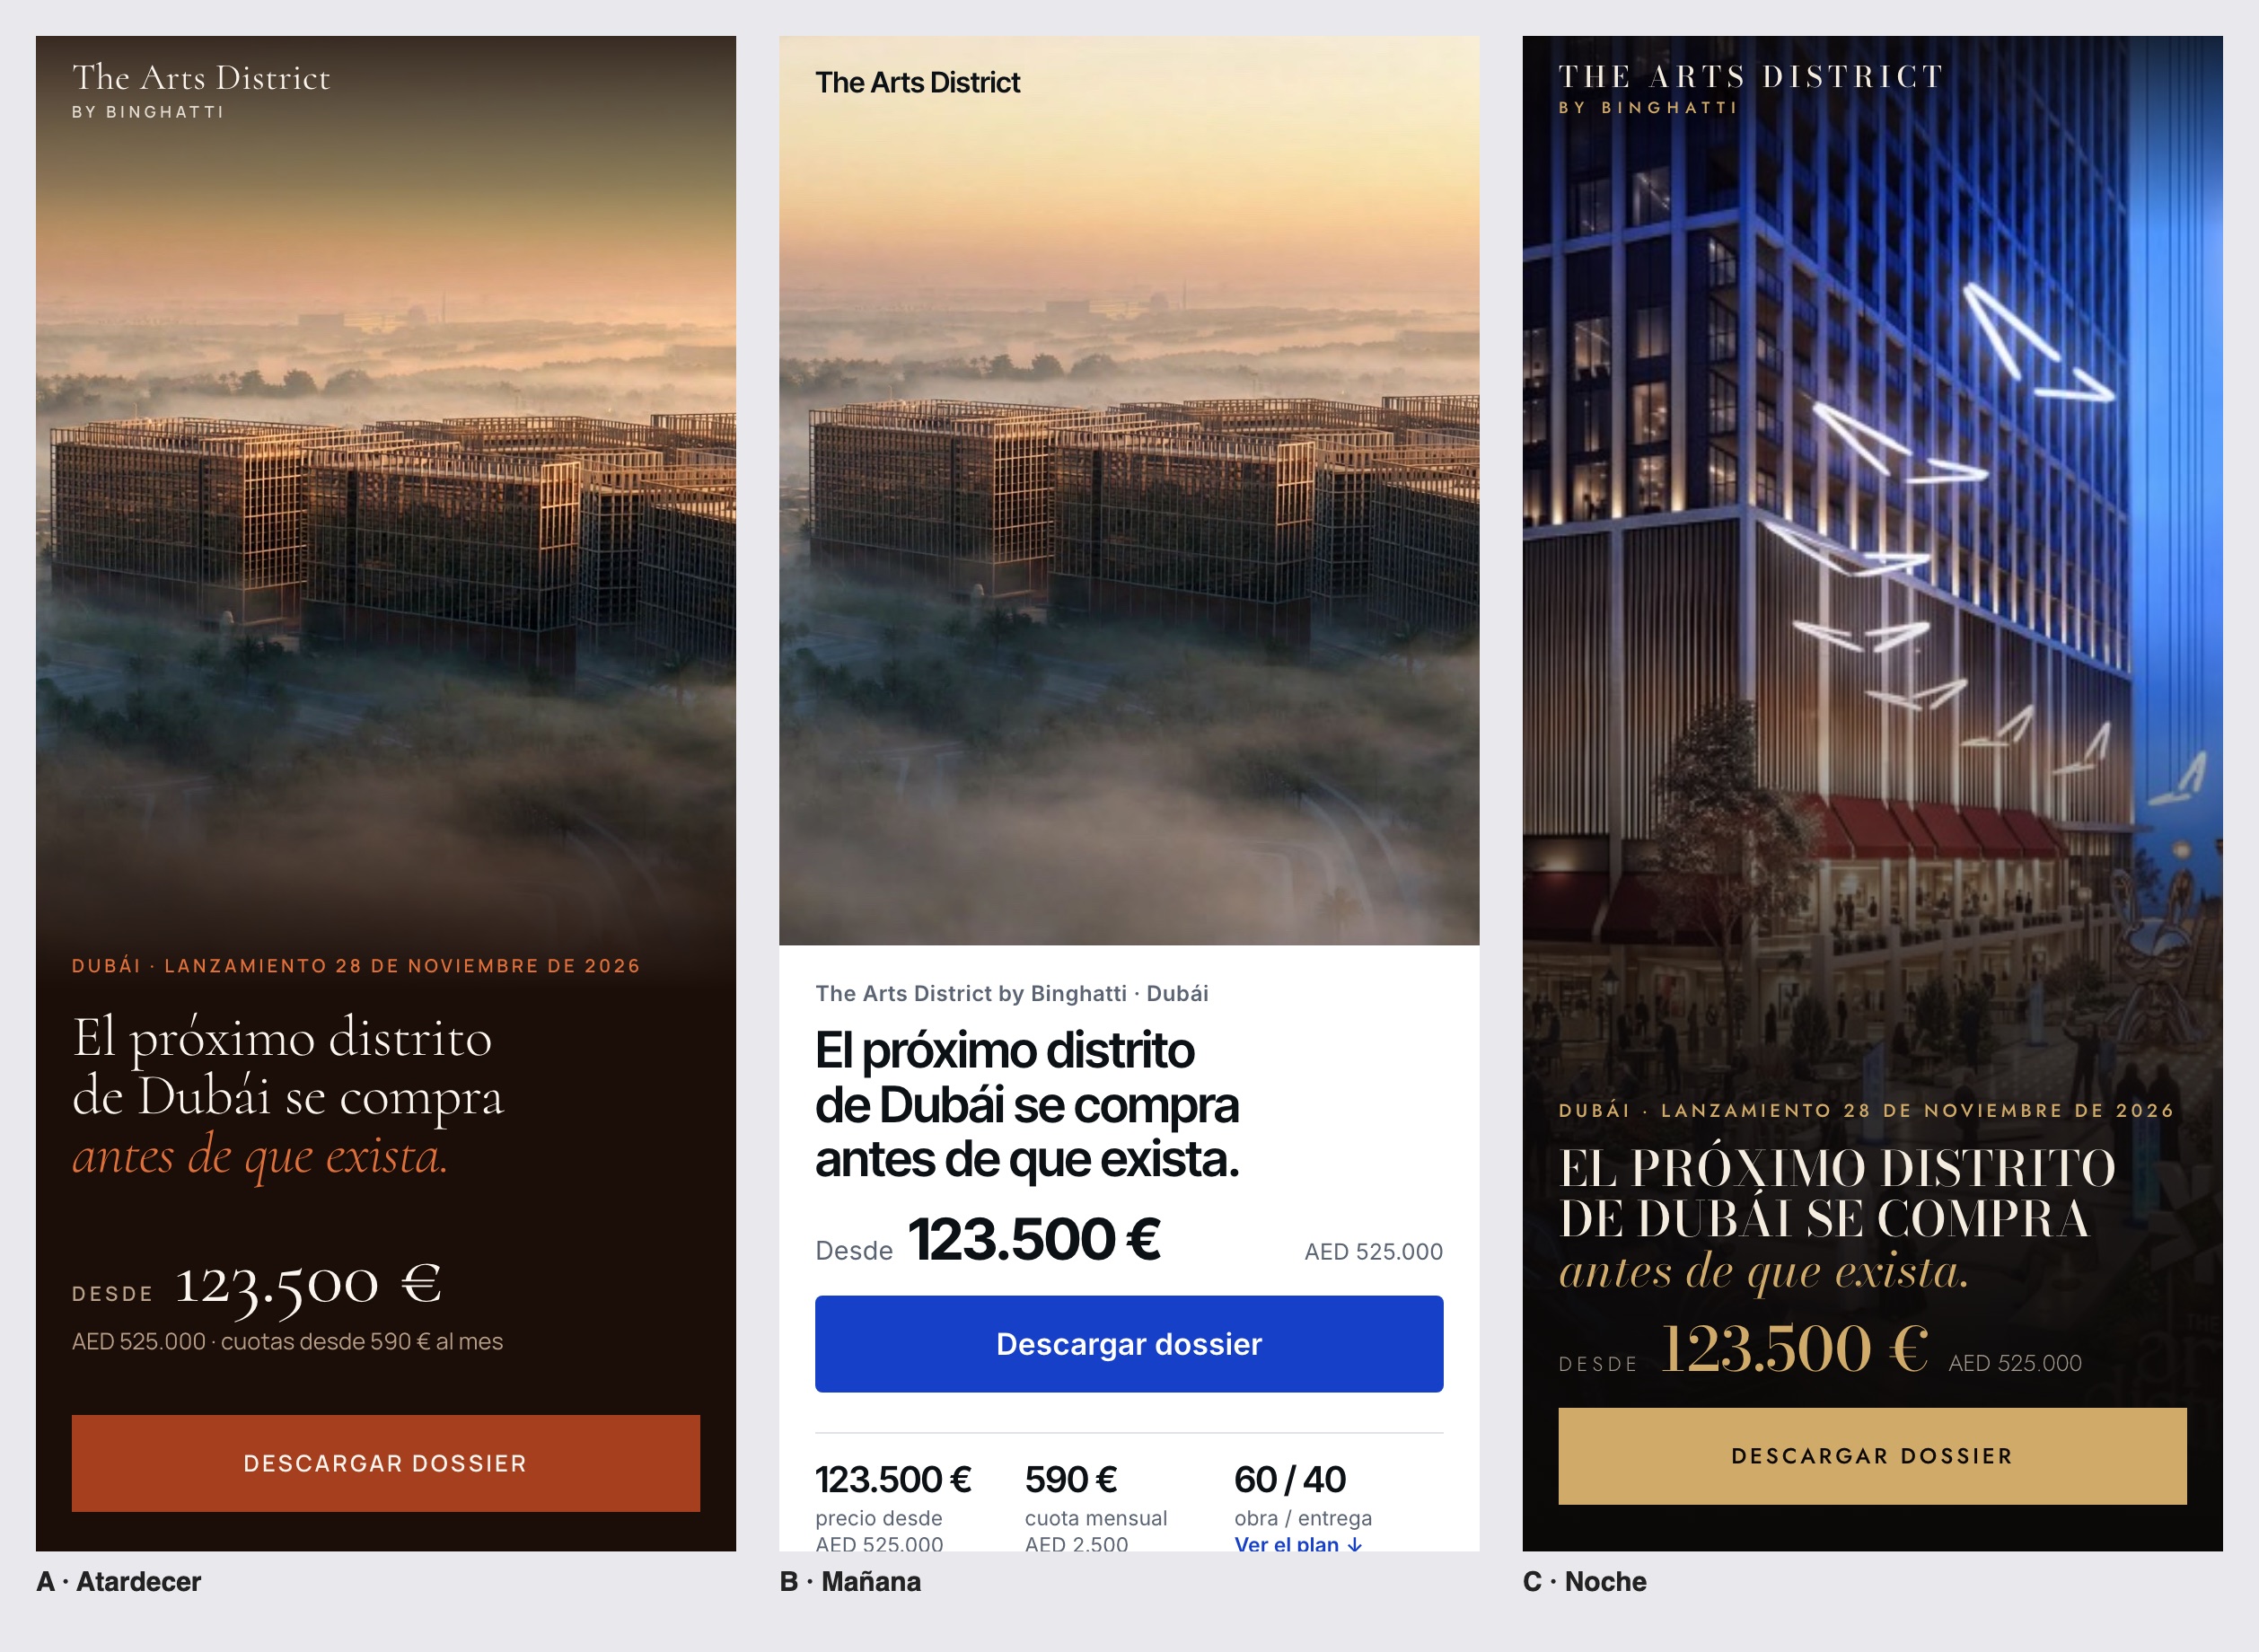 The Arts District
BY BINGHATTI
DUBÁI · LANZAMIENTO 28 DE NOVIEMBRE DE 2026
El próximo distrito
de Dubái se compra
antes de que exista.
DESDE 123.500 €
AED 525.000 · cuotas desde 590 € al mes
DESCARGAR DOSSIER
A · Atardecer
The Arts District
The Arts District by Binghatti · Dubái
El próximo distrito
de Dubái se compra
antes de que exista.
Desde 123.500 € AED 525.000
Descargar dossier
123.500 € 590 € 60 / 40
precio desde cuota mensual obra / entrega
AED 525.000 AED 2.500 Ver el plan ↓
B · Mañana
THE ARTS DISTRICT
BY BINGHATTI
DUBÁI · LANZAMIENTO 28 DE NOVIEMBRE DE 2026
EL PRÓXIMO DISTRITO
DE DUBÁI SE COMPRA
antes de que exista.
DESDE 123.500 € AED 525.000
DESCARGAR DOSSIER
C · Noche